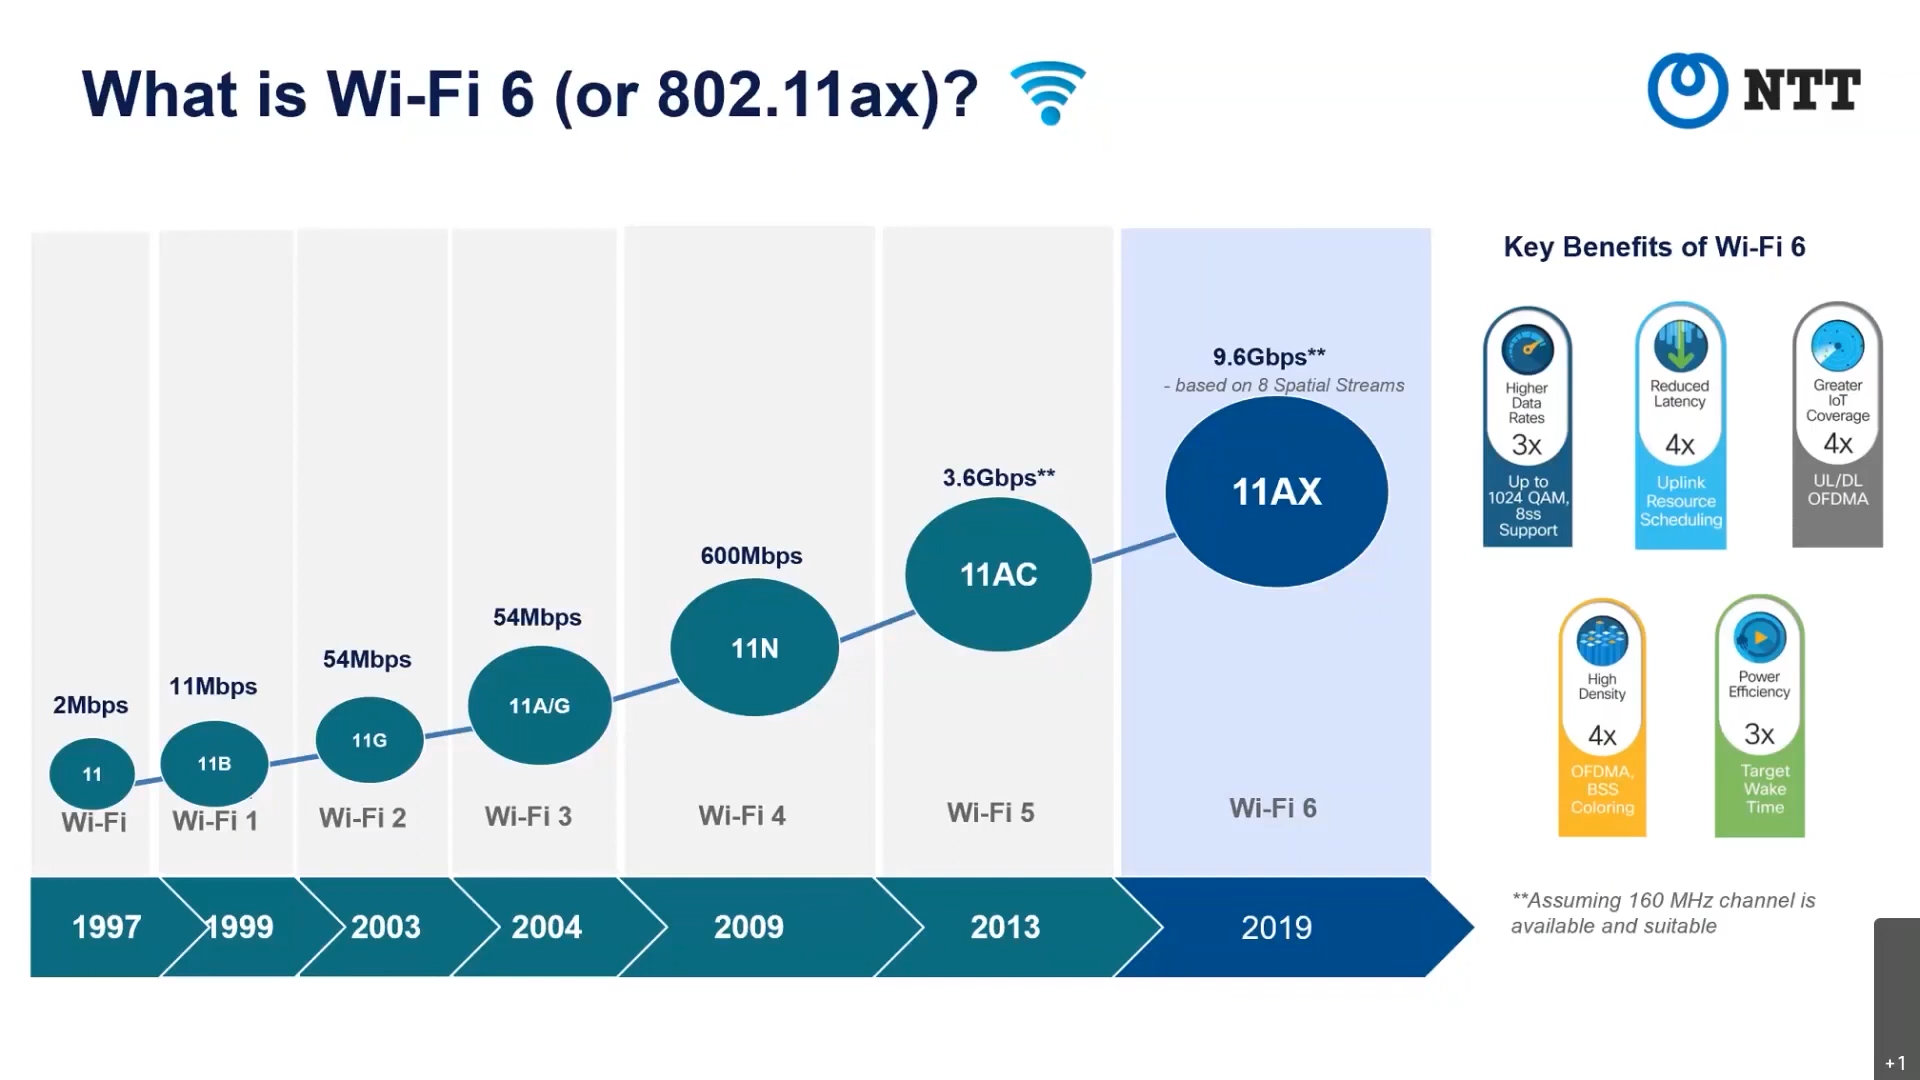 What is Wi-Fi 6 (or 802.11ax)?
NTT
Key Benefits of Wi-Fi 6
2Mbps
11
Wi-Fi
1997
11Mbps
11B
Wi-Fi 1
1999
54Mbps
11G
Wi-Fi 2
2003
54Mbps
11A/G
Wi-Fi 3
2004
600Mbps
11N
Wi-Fi 4
2009
3.6Gbps**
11AC
Wi-Fi 5
2013
9.6Gbps**
- based on 8 Spatial Streams
11AX
Wi-Fi 6
2019
Higher
Data
Rates
3x
Up to
1024 QAM,
8ss
Support
Reduced
Latency
4x
Uplink
Resource
Scheduling
Greater
IoT
Coverage
4x
UL/DL
OFDMA
High
Density
4x
OFDMA,
BSS
Coloring
Power
Efficiency
3x
Target
Wake
Time
**Assuming 160 MHz channel is
available and suitable
+1